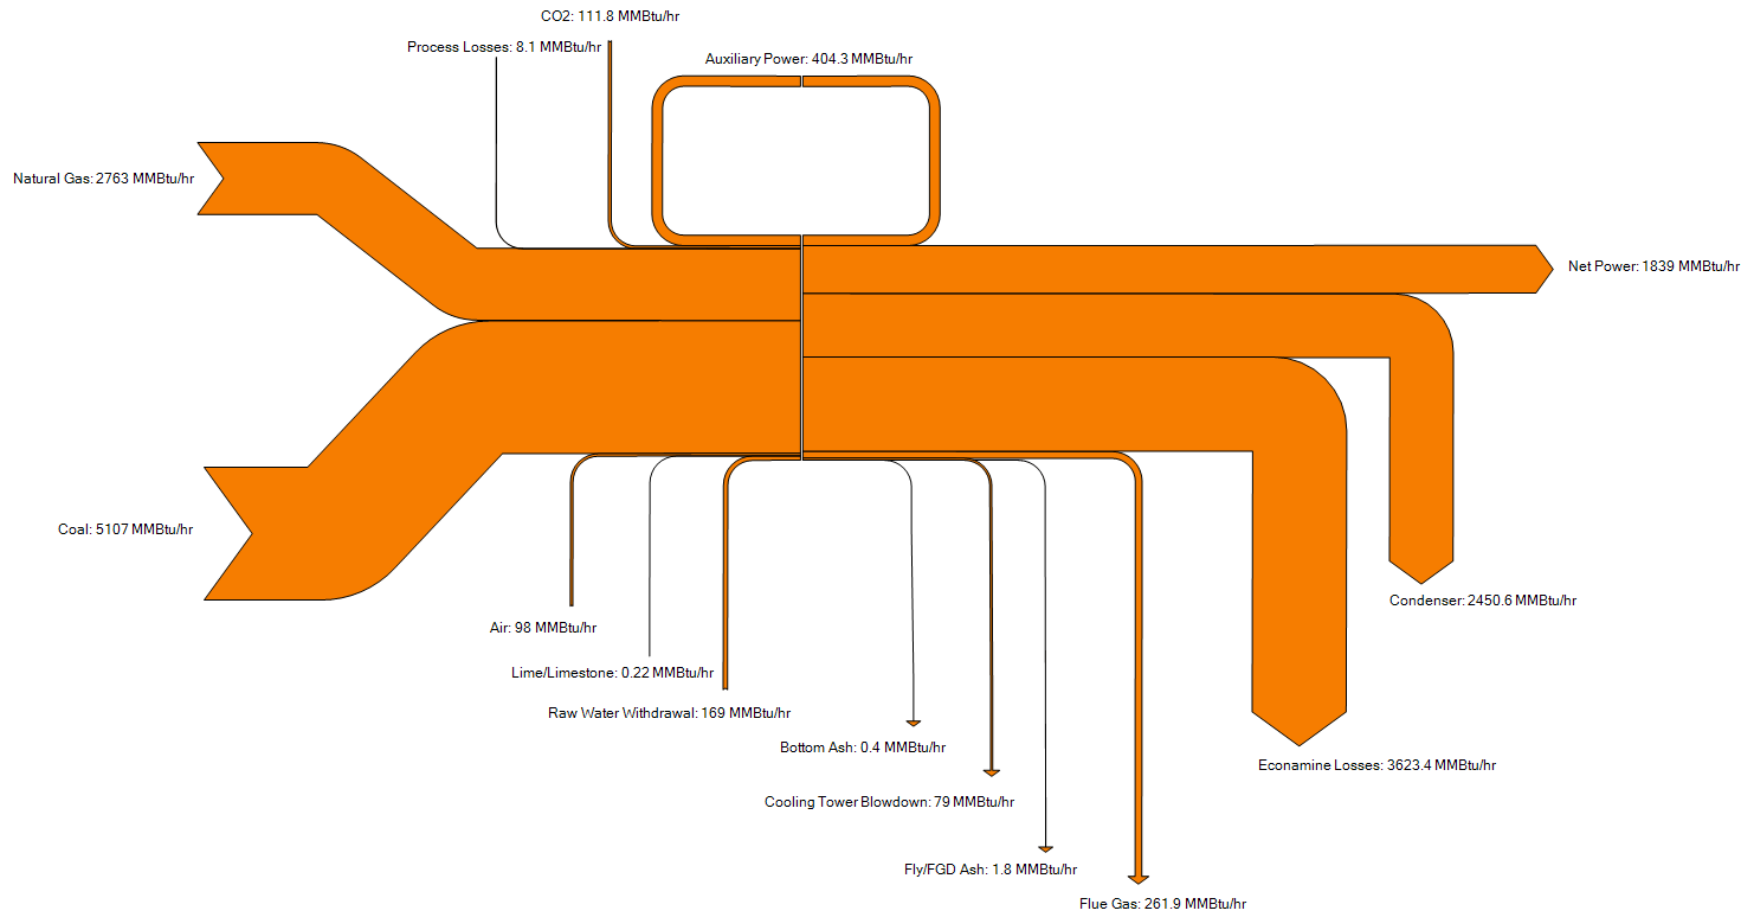 CO2: 111.8 MMBtu/hr
Process Losses: 8.1 MMBtu/hr
Auxiliary Power: 404.3 MMBtu/hr
Natural Gas: 2763 MMBtu/hr
Net Power: 1839 MMBtu/hr
Coal: 5107 MMBtu/hr
Condenser: 2450.6 MMBtu/hr
Air: 98 MMBtu/hr
Lime/Limestone: 0.22 MMBtu/hr
Raw Water Withdrawal: 169 MMBtu/hr
Bottom Ash: 0.4 MMBtu/hr
Econamine Losses: 3623.4 MMBtu/hr
Cooling Tower Blowdown: 79 MMBtu/hr
Fly/FGD Ash: 1.8 MMBtu/hr
Flue Gas: 261.9 MMBtu/hr